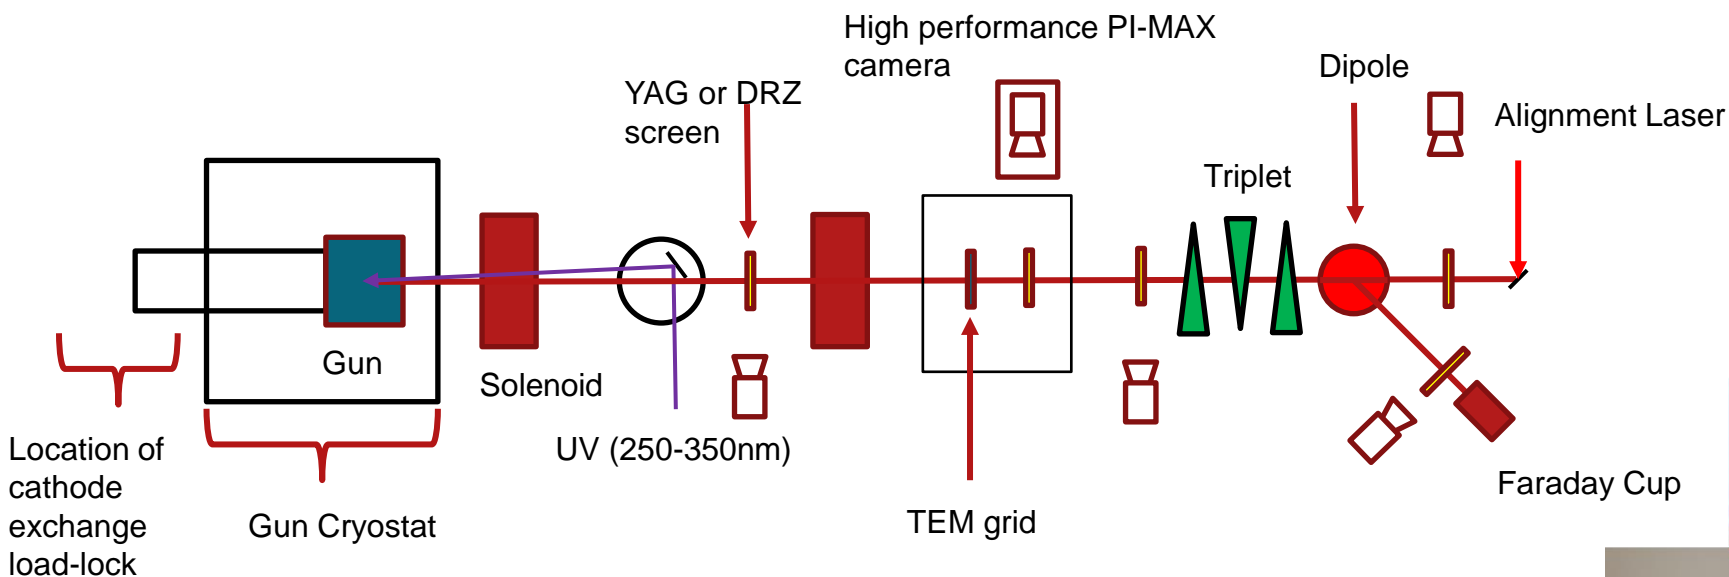 High performance PI-MAX
camera
YAG or DRZ
screen
Dipole
Alignment Laser
Triplet
Gun
Solenoid
UV (250-350nm)
Location of
cathode
exchange
load-lock
Gun Cryostat
TEM grid
Faraday Cup